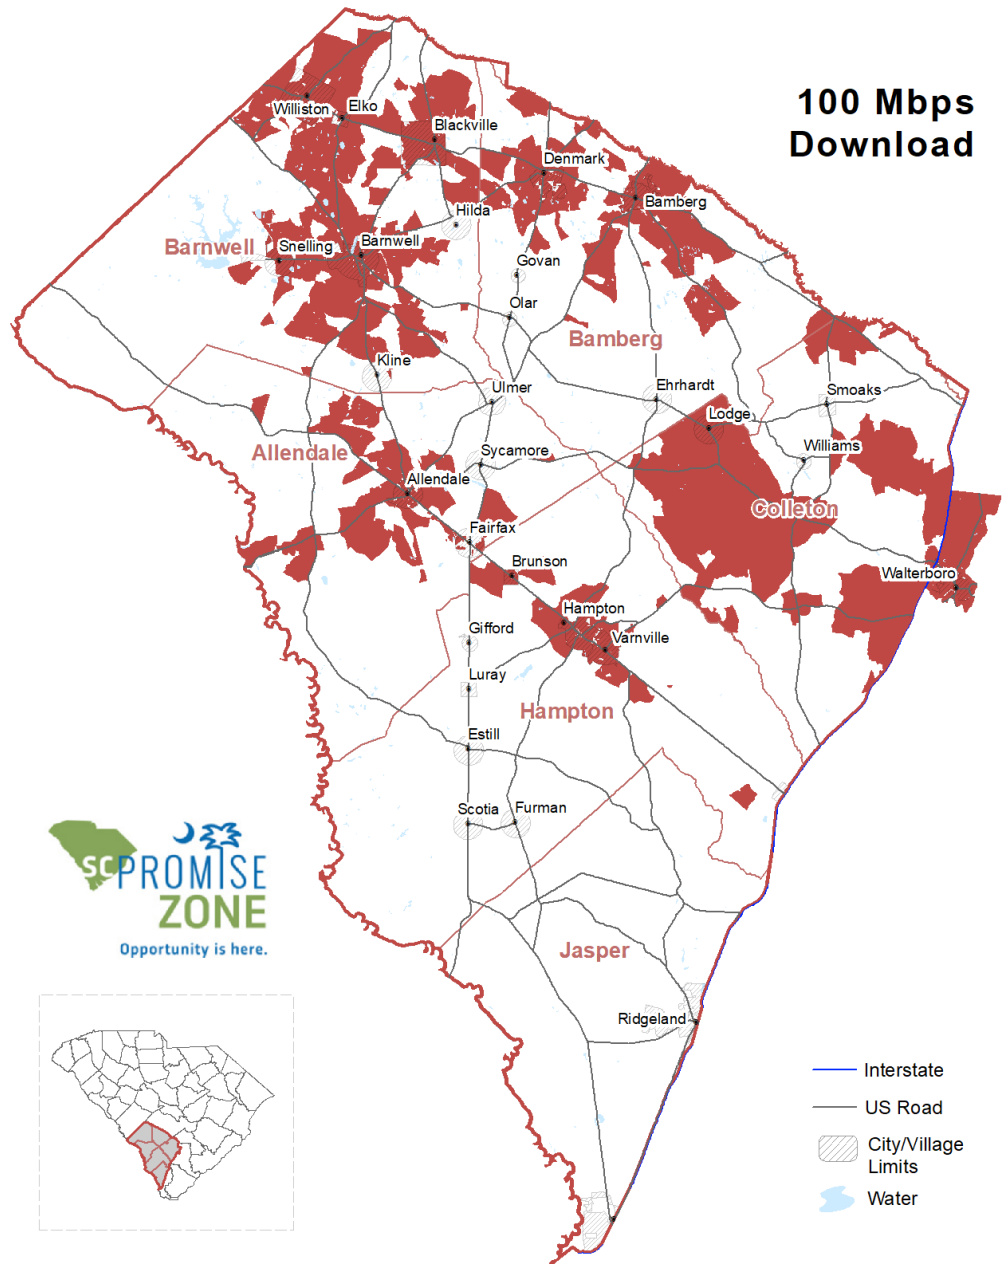 100 Mbps
Download
Williston
Elko
Blackville
Denmark
Bamberg
Hilda
Barnwell
Snelling
Barnwell
Govan
Olar
Bamberg
Kline
Ulmer
Ehrhardt
Smoaks
Lodge
Allendale
Sycamore
Williams
Allendale
Colleton
Fairfax
Brunson
Walterboro
Hampton
Gifford
Varnville
Luray
Hampton
Estill
Scotia
Furman
SC PROMISE
ZONE
Opportunity is here.
Jasper
Ridgeland
Interstate
US Road
City/Village
Limits
Water